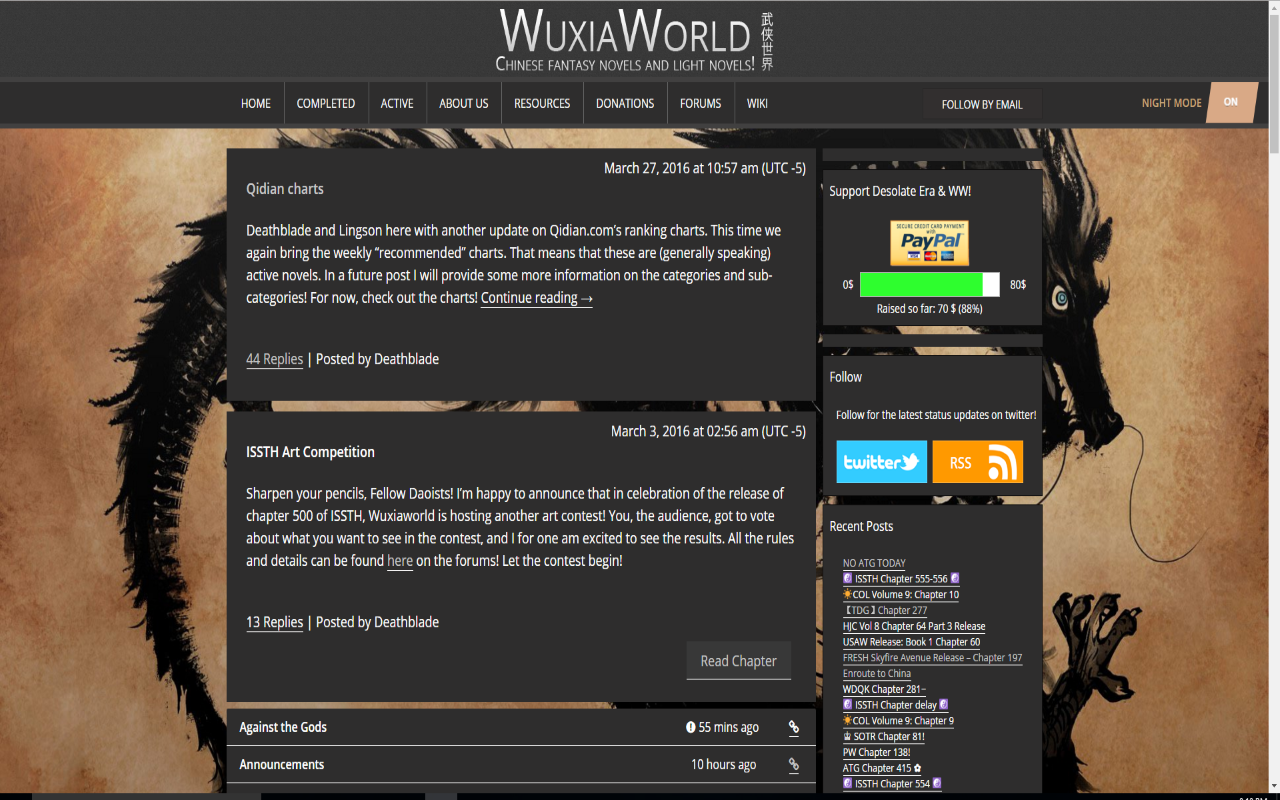 WUXIAWORLD
武侠世界
CHINESE FANTASY NOVELS AND LIGHT NOVELS!
HOME
COMPLETED
ACTIVE
ABOUT US
RESOURCES
DONATIONS
FORUMS
WIKI
FOLLOW BY EMAIL
NIGHT MODE
ON
March 27, 2016 at 10:57 am (UTC -5)
Qidian charts
Deathblade and Lingson here with another update on Qidian.com’s ranking charts. This time we
again bring the weekly “recommended” charts. That means that these are (generally speaking)
active novels. In a future post I will provide some more information on the categories and sub-
categories! For now, check out the charts! Continue reading →
44 Replies | Posted by Deathblade
March 3, 2016 at 02:56 am (UTC -5)
ISSTH Art Competition
Sharpen your pencils, Fellow Daoists! I’m happy to announce that in celebration of the release of
chapter 500 of ISSTH, Wuxiaworld is hosting another art contest! You, the audience, got to vote
about what you want to see in the contest, and I for one am excited to see the results. All the rules
and details can be found here on the forums! Let the contest begin!
13 Replies | Posted by Deathblade
Read Chapter
Against the Gods
55 mins ago
Announcements
10 hours ago
Support Desolate Era & WW!
SECURE CREDIT CARD PAYMENT
with
PayPal
0$
80$
Raised so far: 70 $ (88%)
Follow
Follow for the latest status updates on twitter!
twitter
RSS
Recent Posts
NO ATG TODAY
☯ ISSTH Chapter 555-556 ☯
☀COL Volume 9: Chapter 10
【TDG】Chapter 277
HJC Vol 8 Chapter 64 Part 3 Release
USAW Release: Book 1 Chapter 60
FRESH Skyfire Avenue Release – Chapter 197
Enroute to China
WDQK Chapter 281~
☯ ISSTH Chapter delay ☯
☀COL Volume 9: Chapter 9
♔ SOTR Chapter 81!
PW Chapter 138!
ATG Chapter 415 ✿
☯ ISSTH Chapter 554 ☯